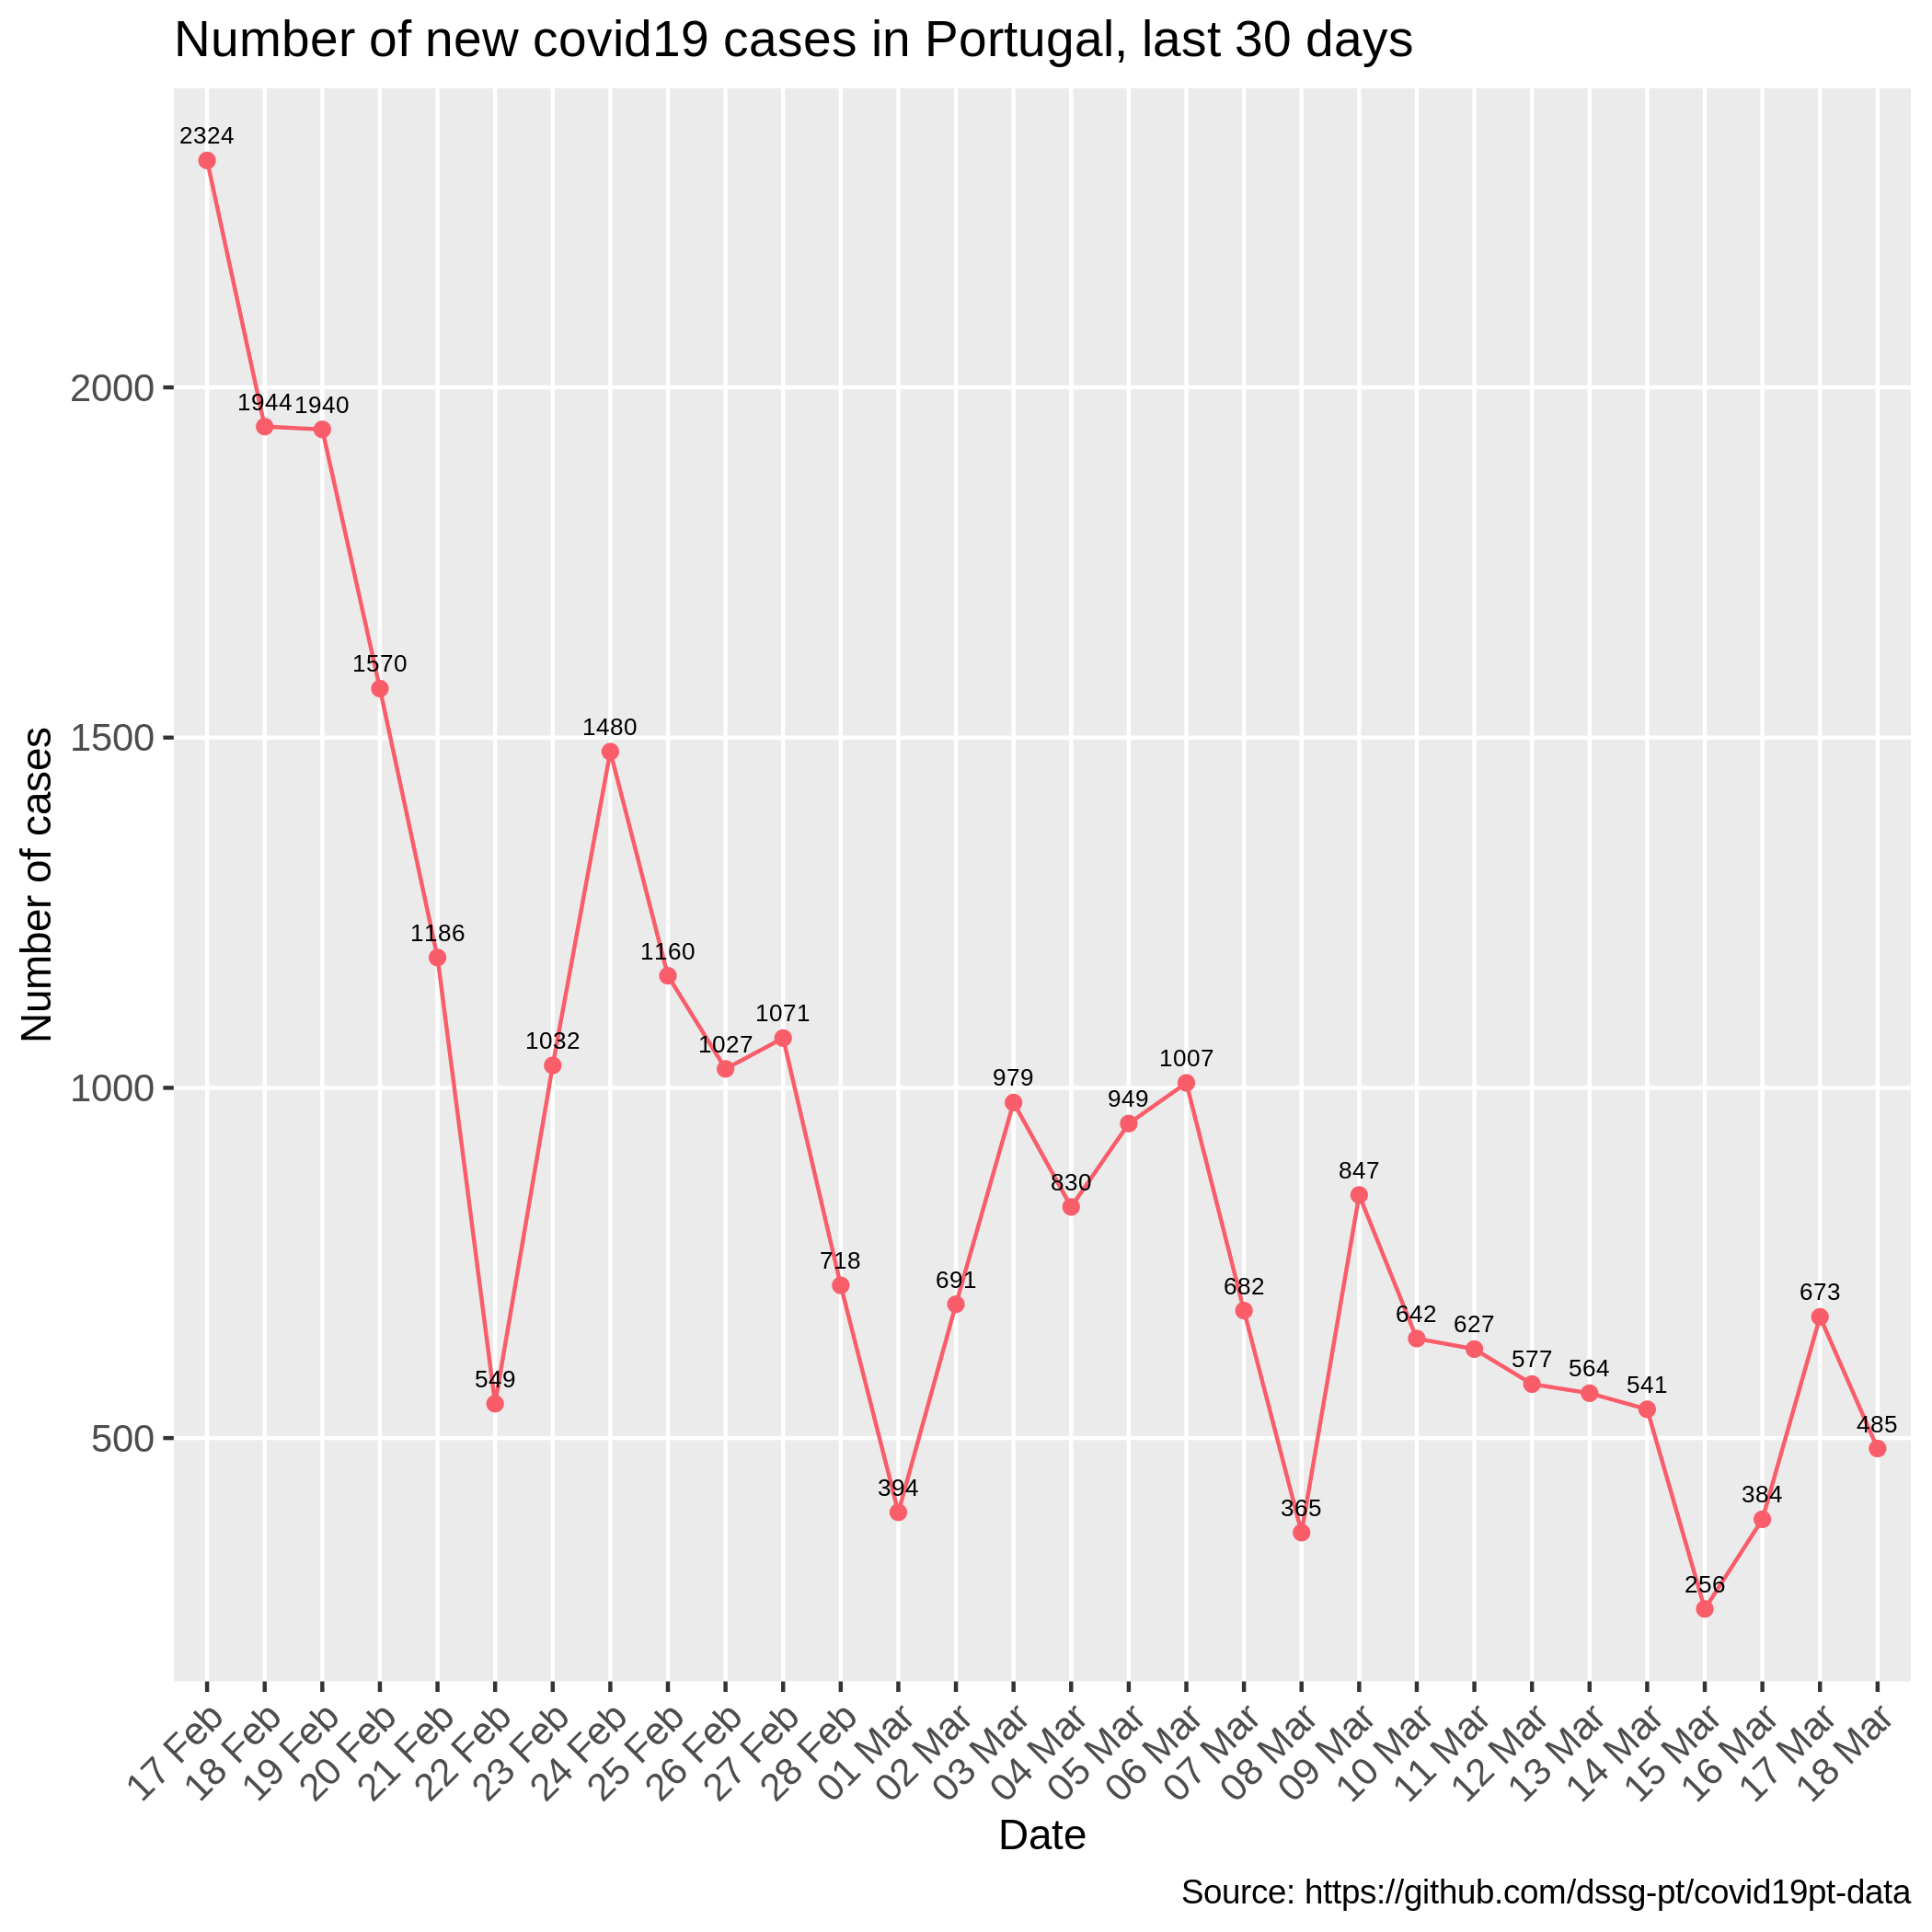 Number of new covid19 cases in Portugal, last 30 days
Number of cases
2000
1500
1000
500
2324
1944
1940
1570
1186
549
1032
1480
1160
1027
1071
718
394
691
979
830
949
1007
682
365
847
642
627
577
564
541
256
384
673
485
17 Feb
18 Feb
19 Feb
20 Feb
21 Feb
22 Feb
23 Feb
24 Feb
25 Feb
26 Feb
27 Feb
28 Feb
01 Mar
02 Mar
03 Mar
04 Mar
05 Mar
06 Mar
07 Mar
08 Mar
09 Mar
10 Mar
11 Mar
12 Mar
13 Mar
14 Mar
15 Mar
16 Mar
17 Mar
18 Mar
Date
Source: https://github.com/dssg-pt/covid19pt-data